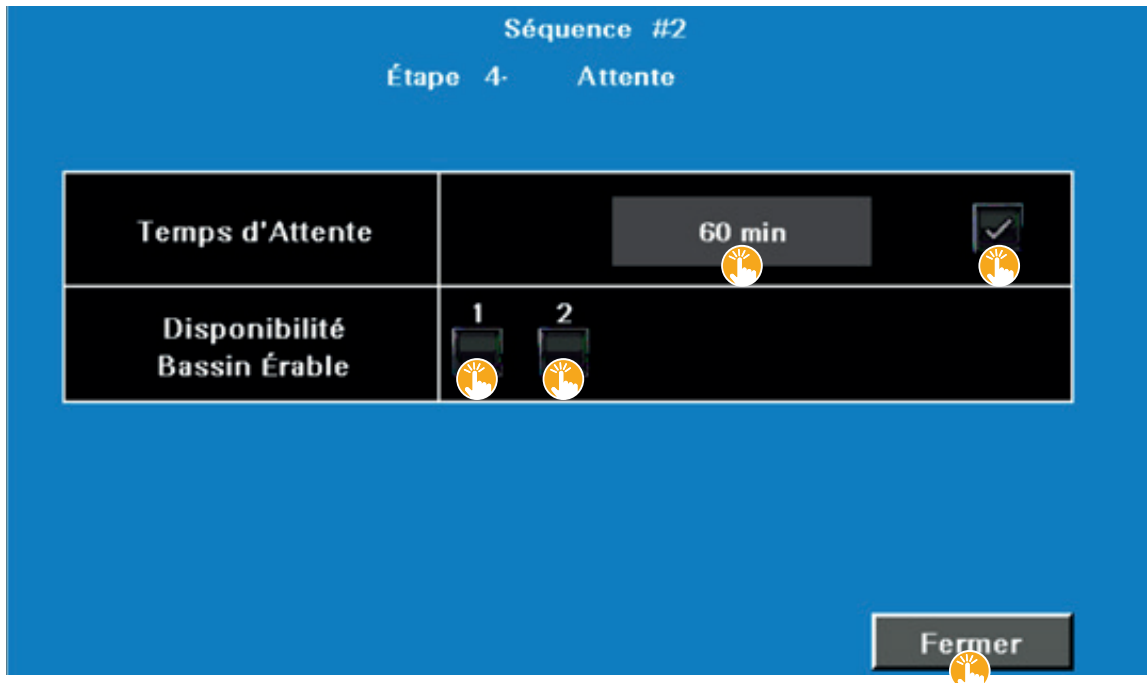 Séquence #2
Étape 4- Attente
Temps d'Attente
60 min
1 2
Disponibilité
Bassin Érable
Fermer